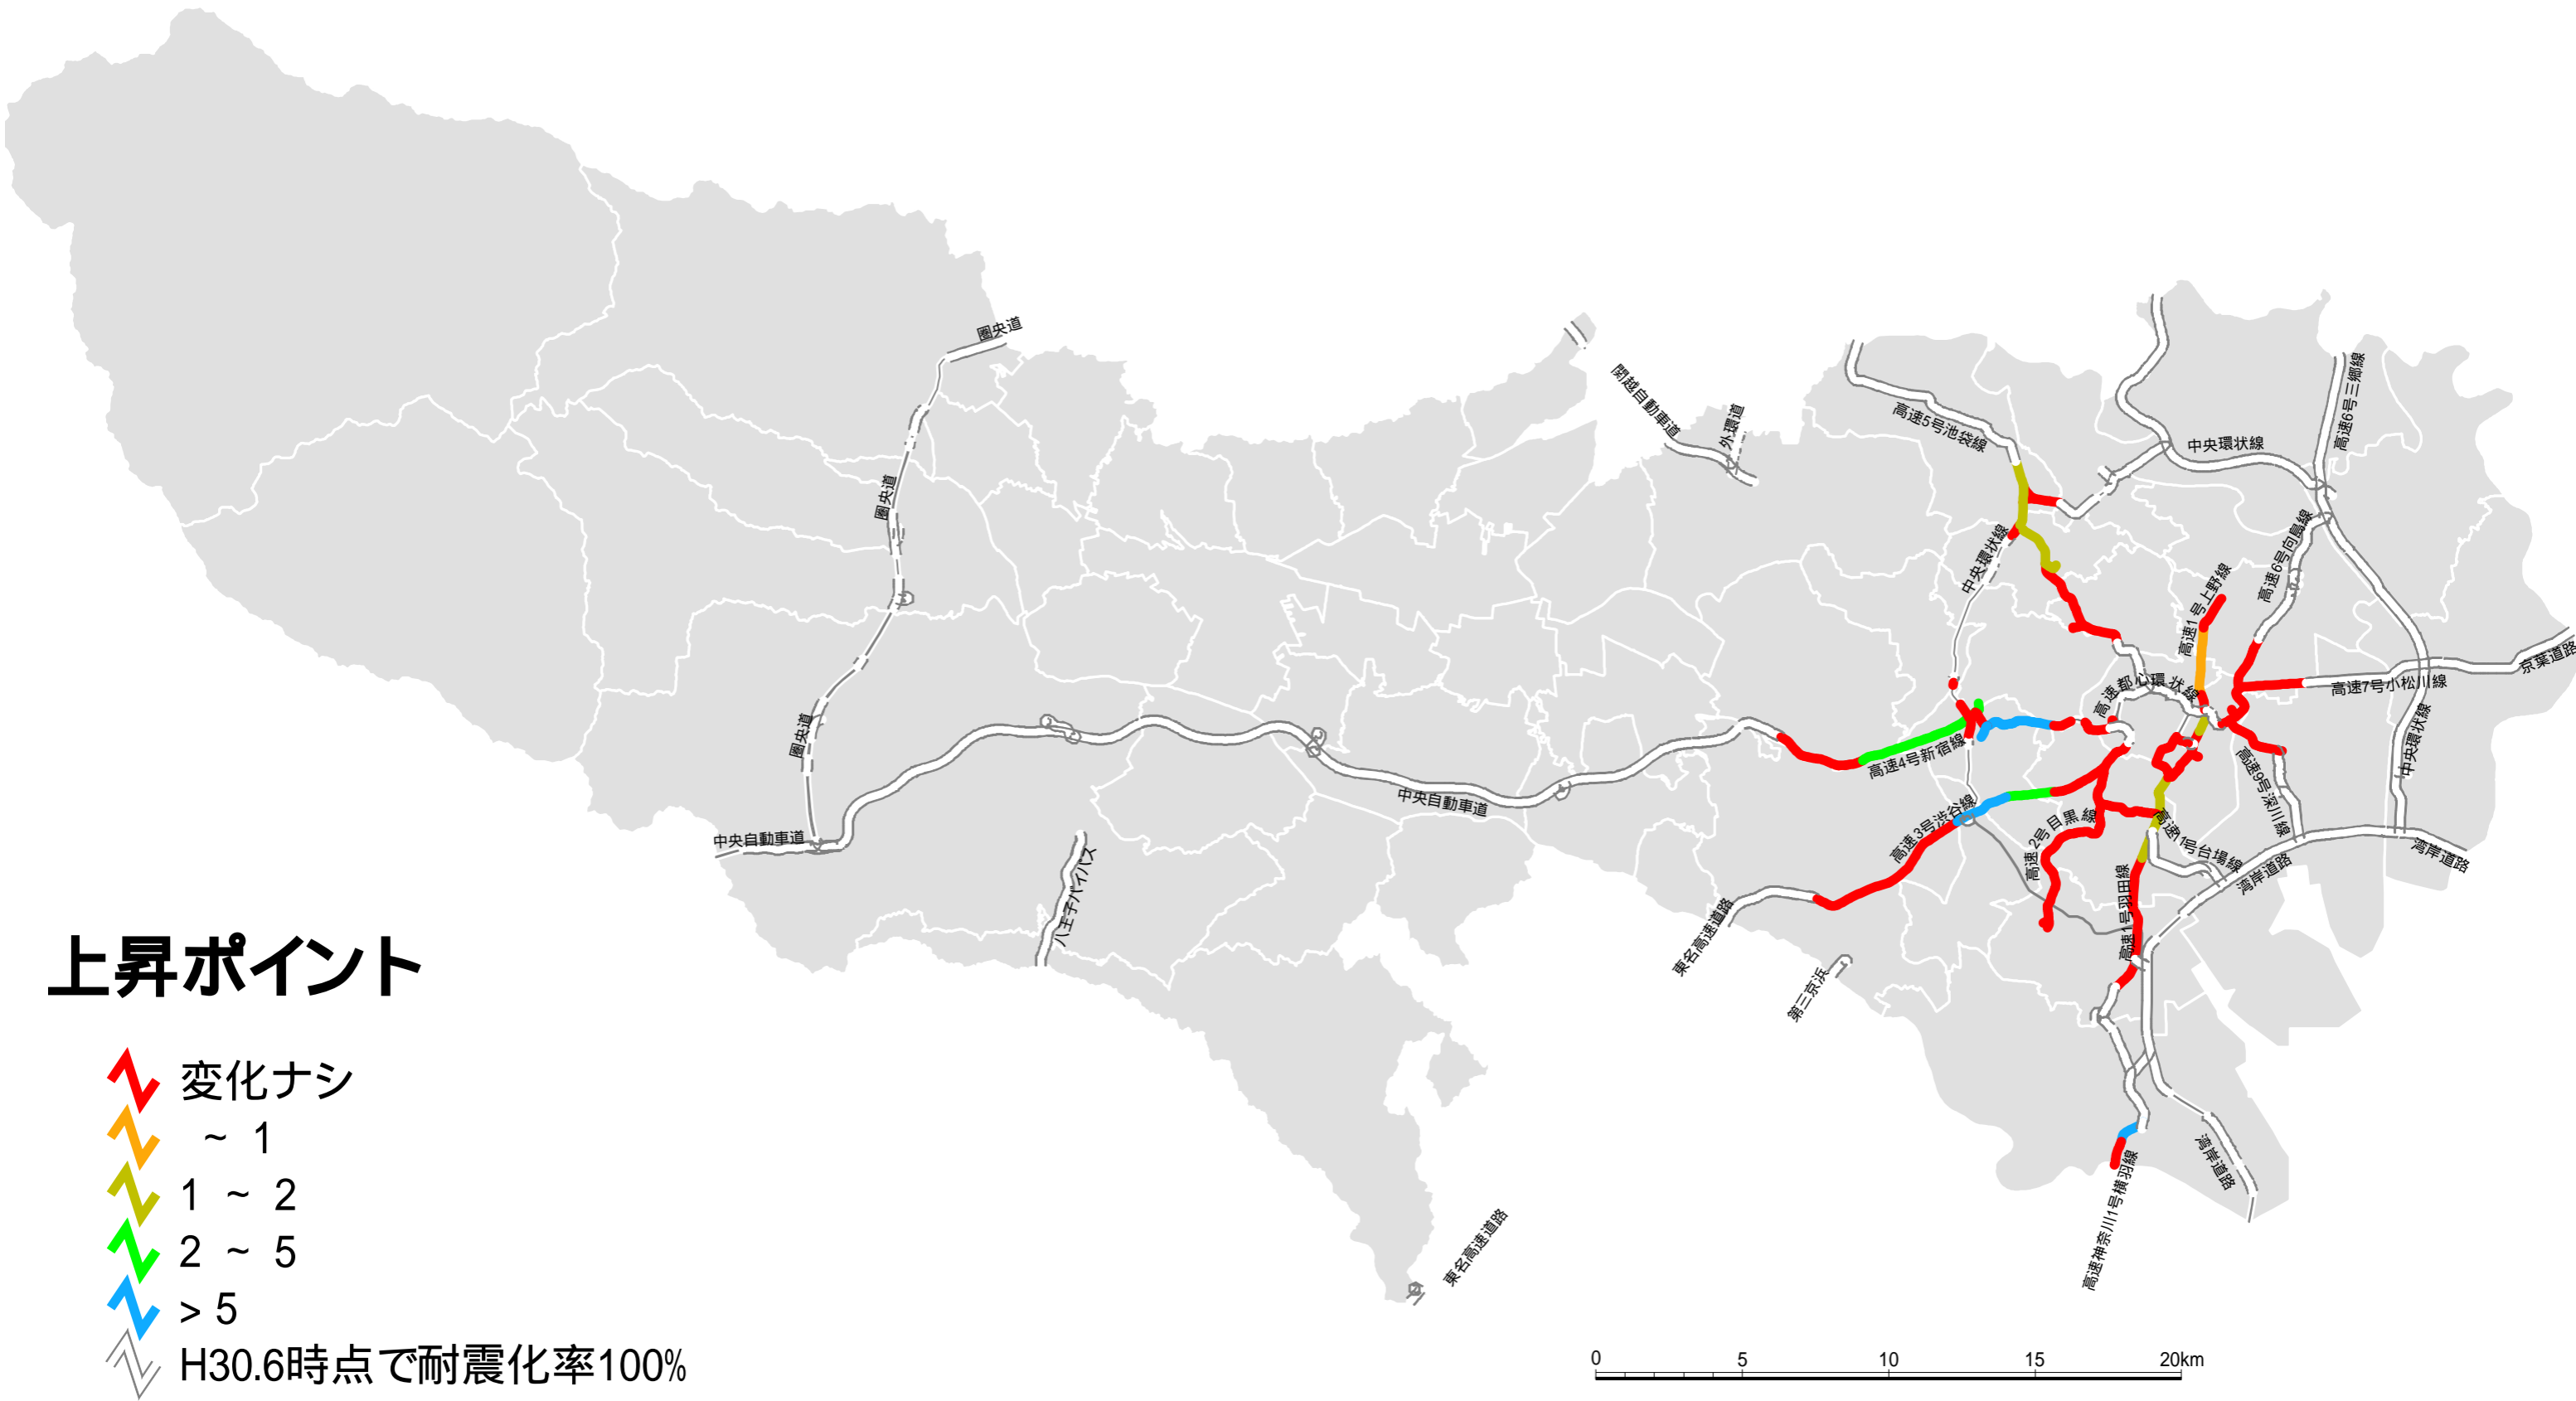 圏央道
関越自動車道
外環道
高速5号池袋線
中央環状線
高速6号三郷線
圏央道
中央環状線
高速6号向島線
高速1号上野線
京葉道路
高速都心環状線
高速7号小松川線
圏央道
高速4号新宿線
中央環状線
高速9号深川線
中央自動車道
中央自動車道
高速3号渋谷線
高速2号目黒線
高速11号台場線
湾岸道路
湾岸道路
八王子バイパス
東名高速道路
高速1号羽田線
第三京浜
湾岸道路
高速神奈川1号横羽線
東名高速道路
上昇ポイント
変化ナシ
~ 1
1 ~ 2
2 ~ 5
> 5
H30.6時点で耐震化率100%
0 5 10 15 20km